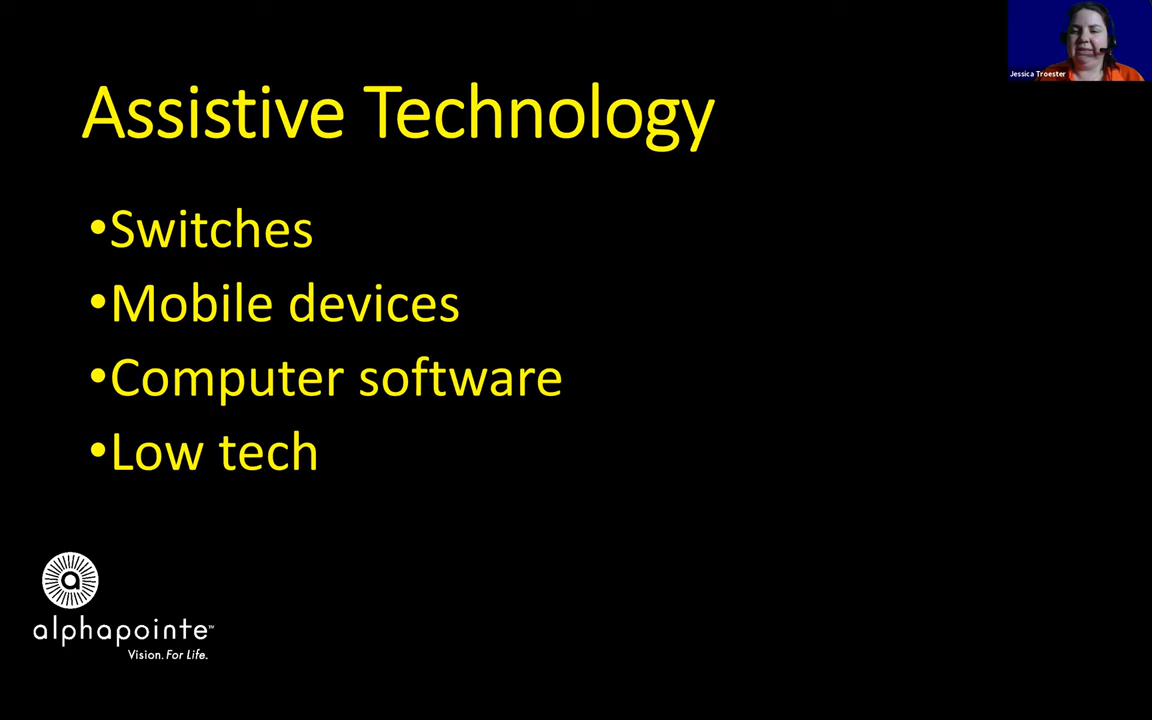 Jessica Troester
Assistive Technology
•Switches
•Mobile devices
•Computer software
•Low tech
alphapointe™
Vision. For Life.